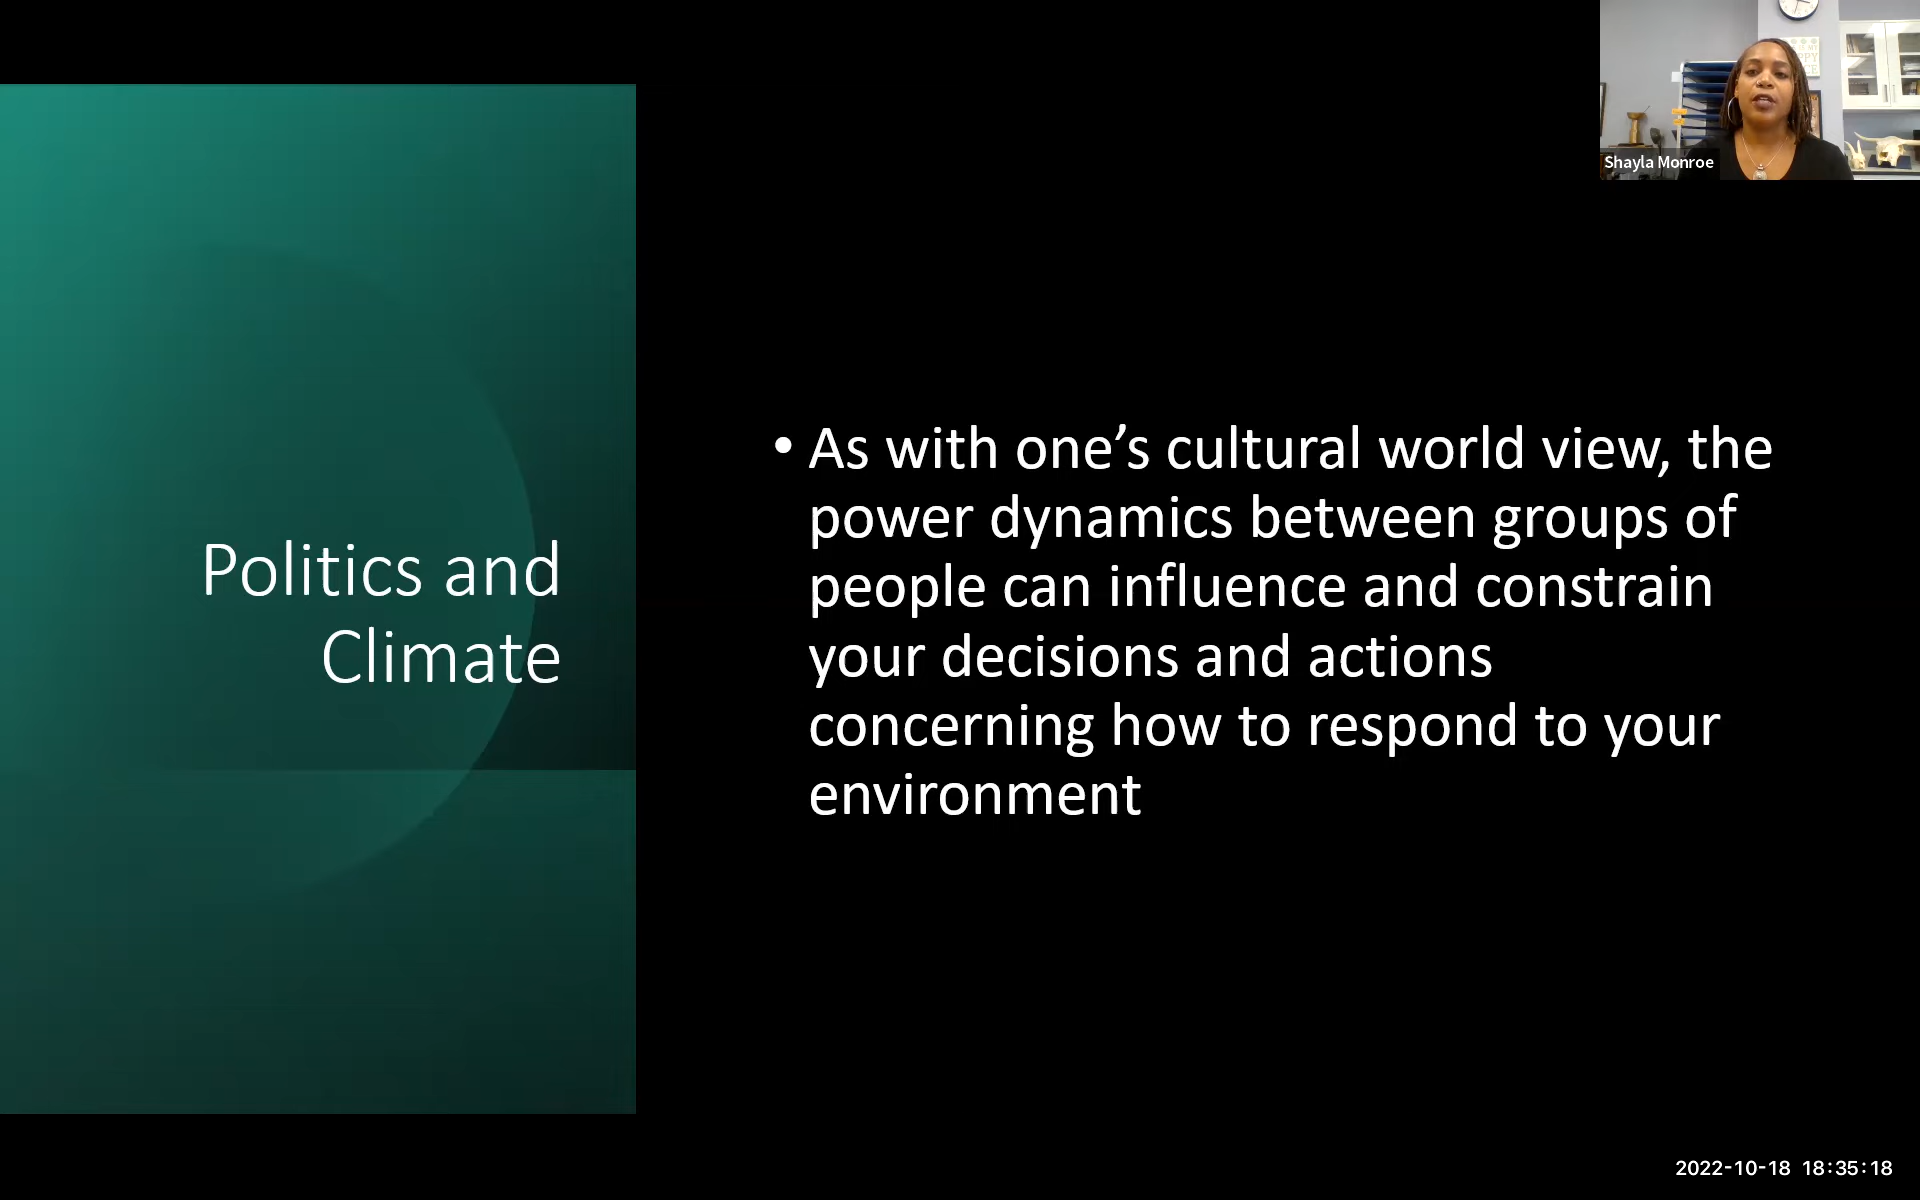 Shayla Monroe
Politics and
Climate
• As with one’s cultural world view, the
power dynamics between groups of
people can influence and constrain
your decisions and actions
concerning how to respond to your
environment
2022-10-18 18:35:18